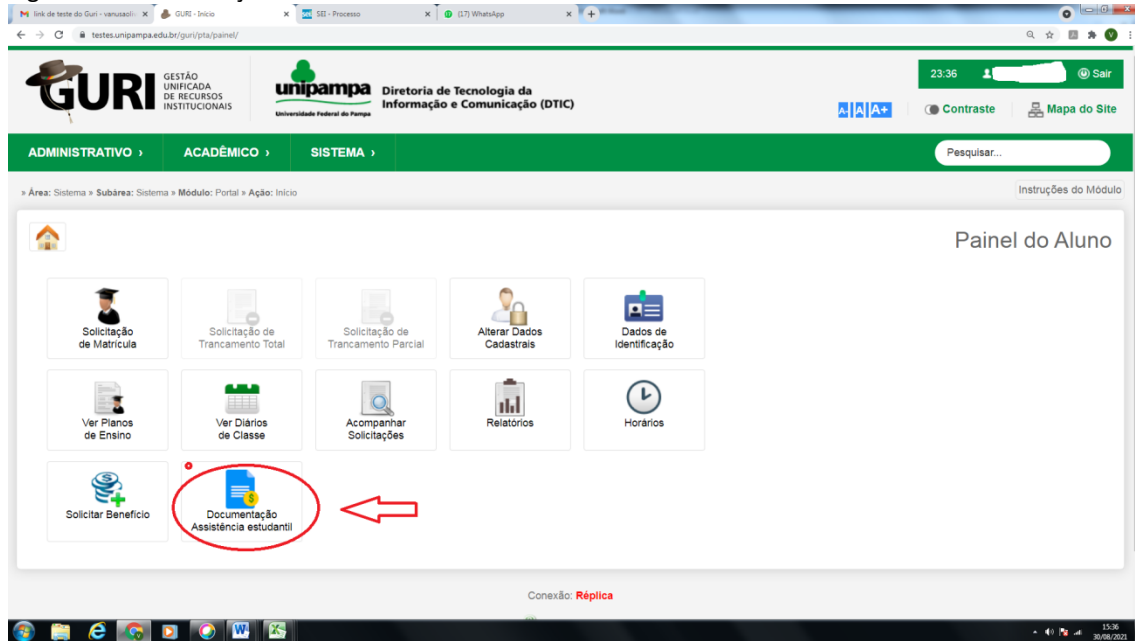 link de teste do Guri - vanusaoli
GURI - Início
SEI - Processo
(17) WhatsApp
testes.unipampa.edu.br/guri/pta/painel/
GURI
GESTÃO
UNIFICADA
DE RECURSOS
INSTITUCIONAIS
unipampa
Universidade Federal do Pampa
Diretoria de Tecnologia da
Informação e Comunicação (DTIC)
23:36
Sair
A- A A+
Contraste
Mapa do Site
ADMINISTRATIVO ›
ACADÊMICO ›
SISTEMA ›
Pesquisar...
» Área: Sistema » Subárea: Sistema » Módulo: Portal » Ação: Início
Instruções do Módulo
Painel do Aluno
Solicitação
de Matrícula
Solicitação de
Trancamento Total
Solicitação de
Trancamento Parcial
Alterar Dados
Cadastrais
Dados de
Identificação
Ver Planos
de Ensino
Ver Diários
de Classe
Acompanhar
Solicitações
Relatórios
Horários
Solicitar Benefício
Documentação
Assistência estudantil
Conexão: Réplica
15:36
30/08/2021